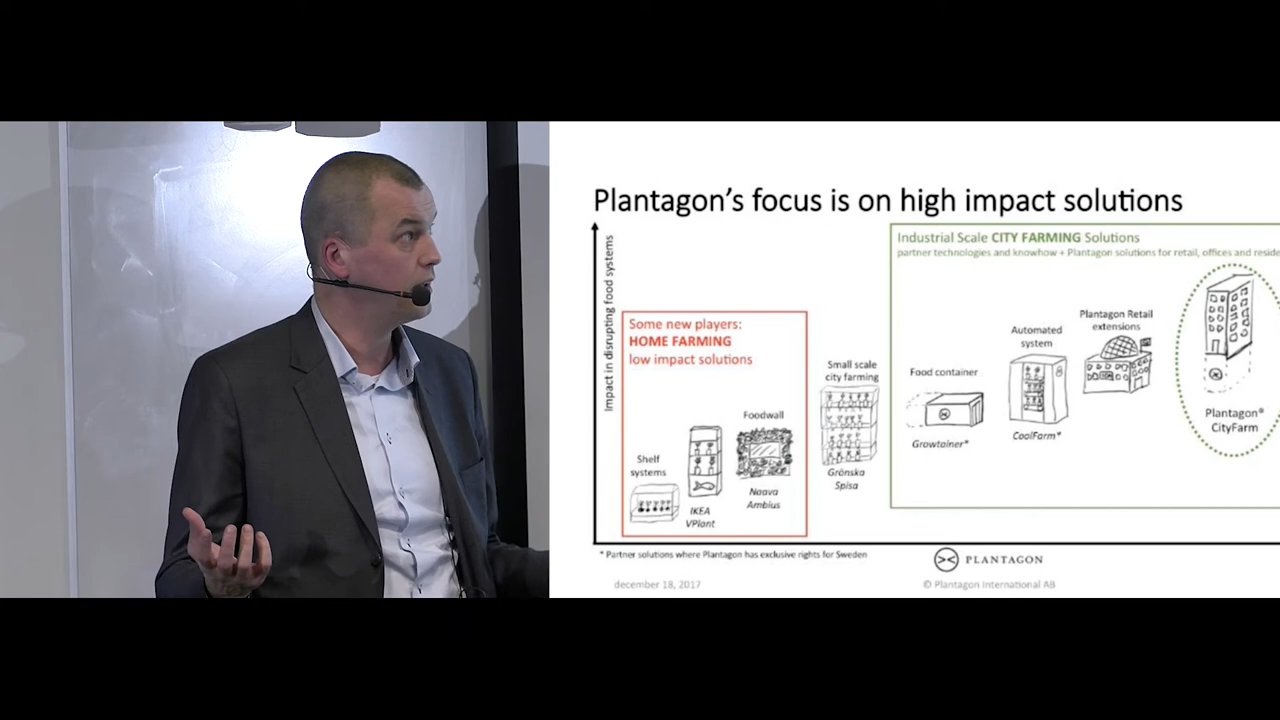 Plantagon's focus is on high impact solutions
Impact in disrupting food systems
Some new players:
HOME FARMING
low impact solutions
Shelf
systems
IKEA
VPlant
Foodwall
Naava
Ambius
Small scale
city farming
Grönska
Spisa
Industrial Scale CITY FARMING Solutions
partner technologies and knowhow + Plantagon solutions for retail, offices and reside
Food container
Growtainer*
Automated
system
CoolFarm*
Plantagon Retail
extensions
Plantagon®
CityFarm
* Partner solutions where Plantagon has exclusive rights for Sweden
PLANTAGON
december 18, 2017
© Plantagon International AB